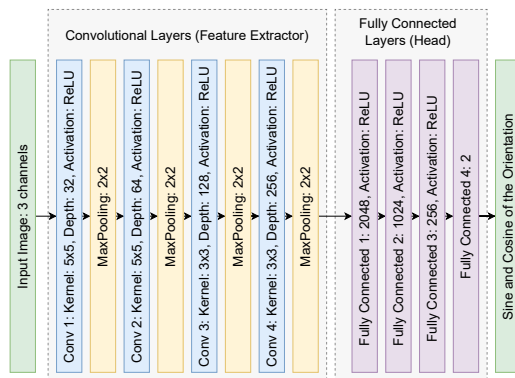 Convolutional Layers (Feature Extractor)
Fully Connected
Layers (Head)
Input Image: 3 channels
Conv 1: Kernel: 5x5, Depth: 32, Activation: ReLU
MaxPooling: 2x2
Conv 2: Kernel: 5x5, Depth: 64, Activation: ReLU
MaxPooling: 2x2
Conv 3: Kernel: 3x3, Depth: 128, Activation: ReLU
MaxPooling: 2x2
Conv 4: Kernel: 3x3, Depth: 256, Activation: ReLU
MaxPooling: 2x2
Fully Connected 1: 2048, Activation: ReLU
Fully Connected 2: 1024, Activation: ReLU
Fully Connected 3: 256, Activation: ReLU
Fully Connected 4: 2
Sine and Cosine of the Orientation